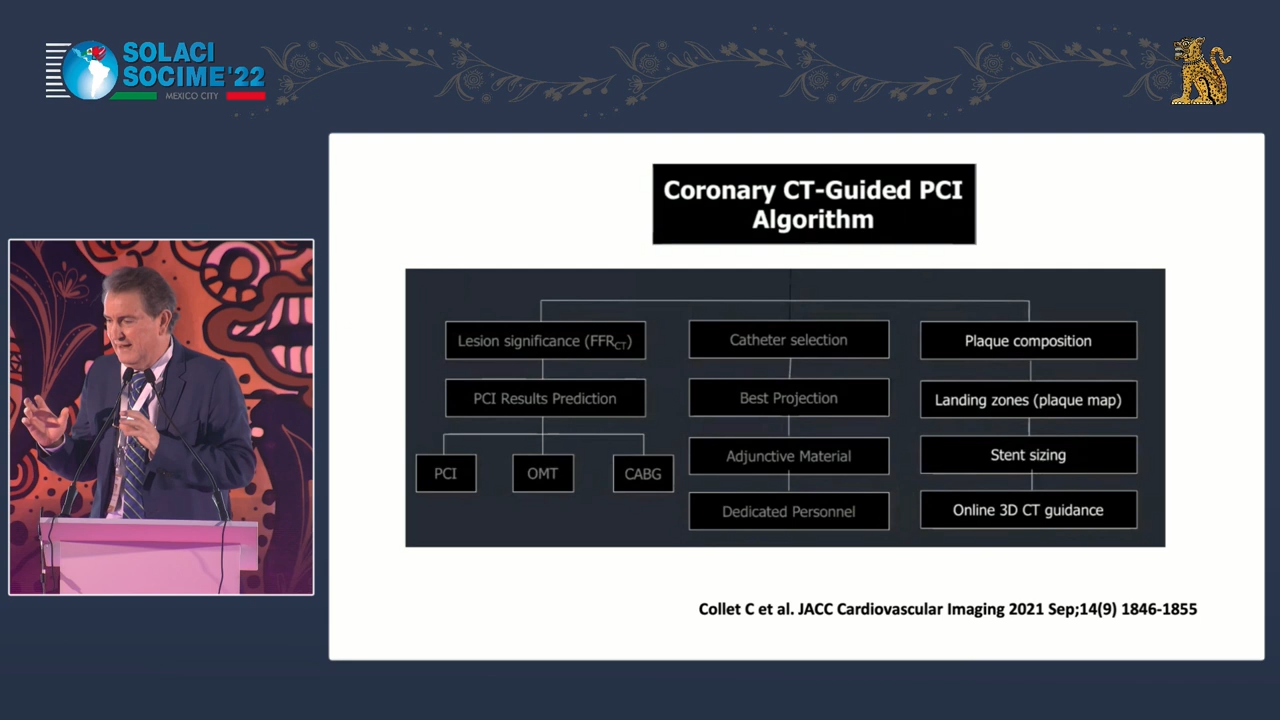 SOLACI
SOCIME'22
MEXICO CITY
Coronary CT-Guided PCI
Algorithm
Lesion significance (FFRCT)
PCI Results Prediction
PCI
OMT
CABG
Catheter selection
Best Projection
Adjunctive Material
Dedicated Personnel
Plaque composition
Landing zones (plaque map)
Stent sizing
Online 3D CT guidance
Collet C et al. JACC Cardiovascular Imaging 2021 Sep;14(9) 1846-1855